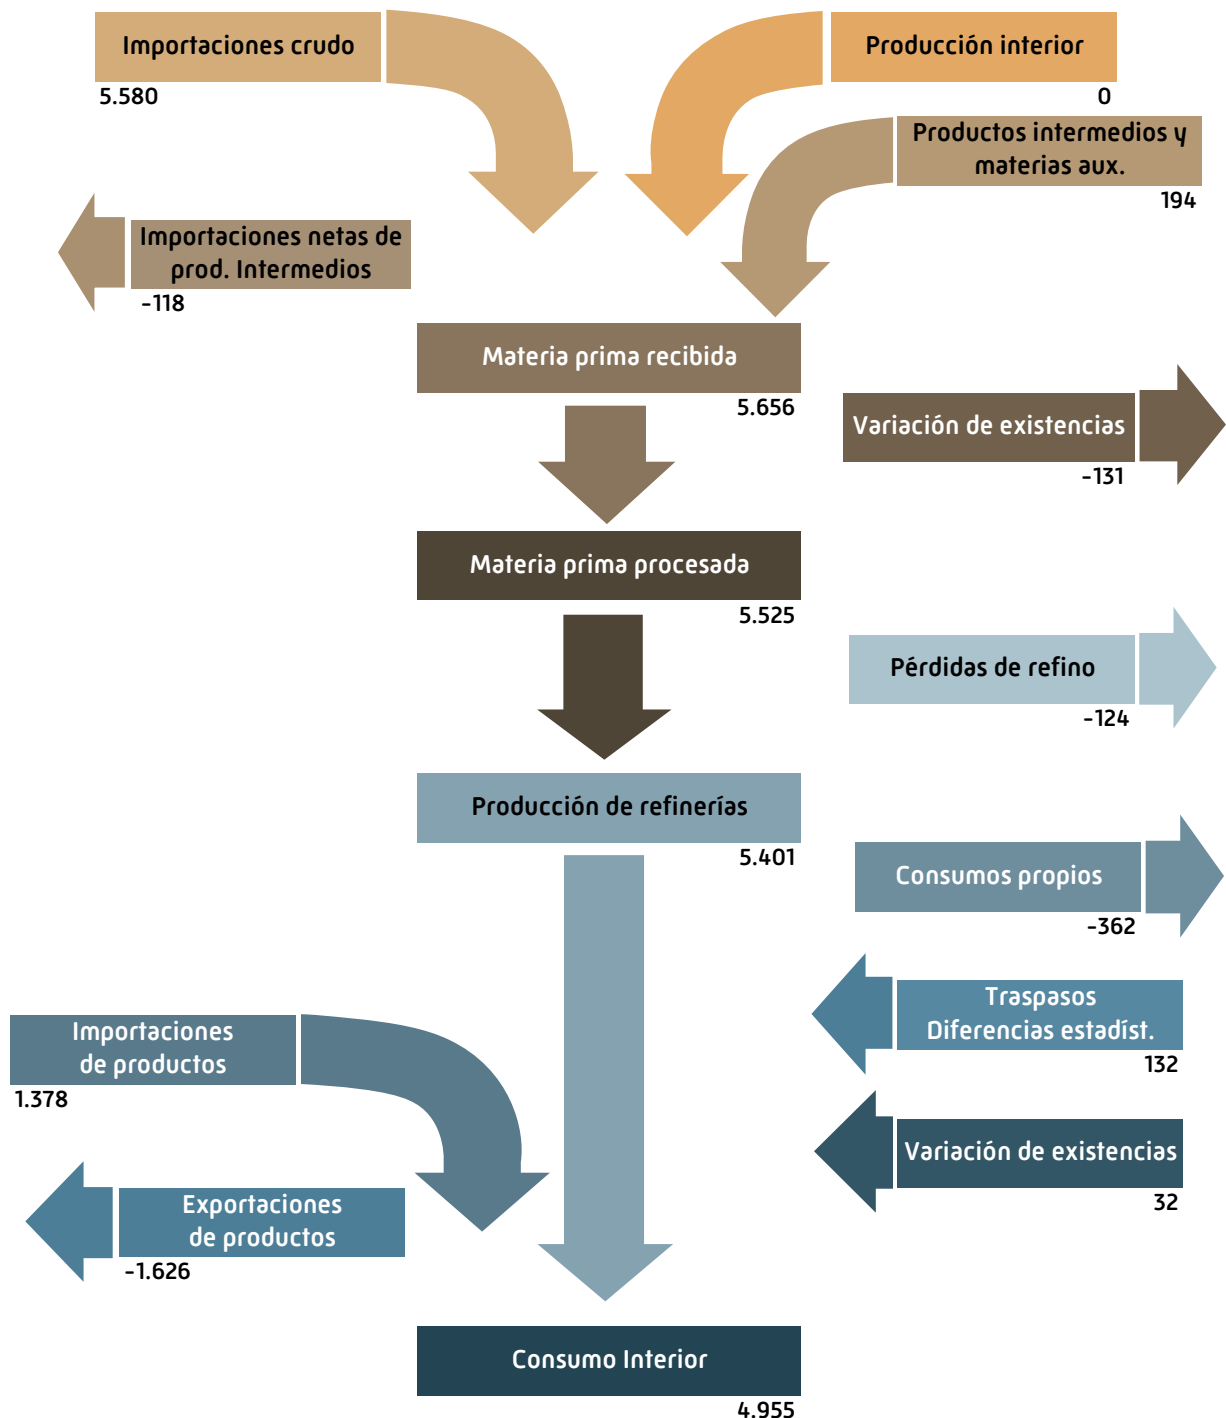 Importaciones crudo
5.580
Producción interior
0
Productos intermedios y
materias aux.
194
Importaciones netas de
prod. Intermedios
-118
Materia prima recibida
5.656
Variación de existencias
-131
Materia prima procesada
5.525
Pérdidas de refino
-124
Producción de refinerías
5.401
Consumos propios
-362
Traspasos
Diferencias estadíst.
132
Importaciones
de productos
1.378
Variación de existencias
32
Exportaciones
de productos
-1.626
Consumo Interior
4.955